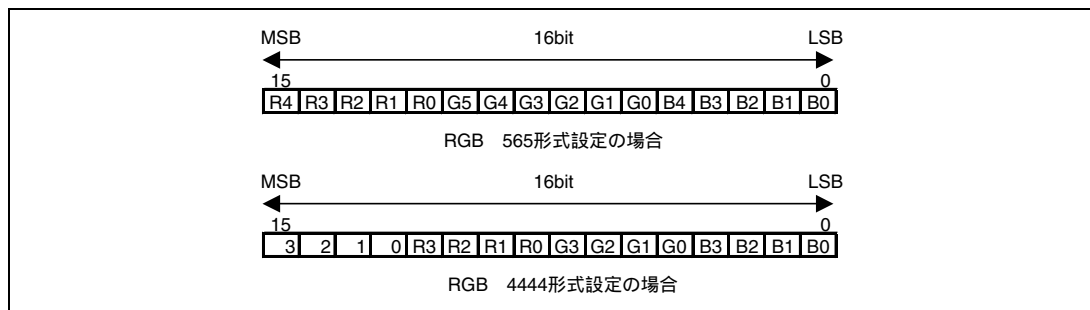 MSB 16bit LSB
15 0
R4 R3 R2 R1 R0 G5 G4 G3 G2 G1 G0 B4 B3 B2 B1 B0
RGB 565形式設定の場合
MSB 16bit LSB
15 0
3 2 1 0 R3 R2 R1 R0 G3 G2 G1 G0 B3 B2 B1 B0
RGB 4444形式設定の場合